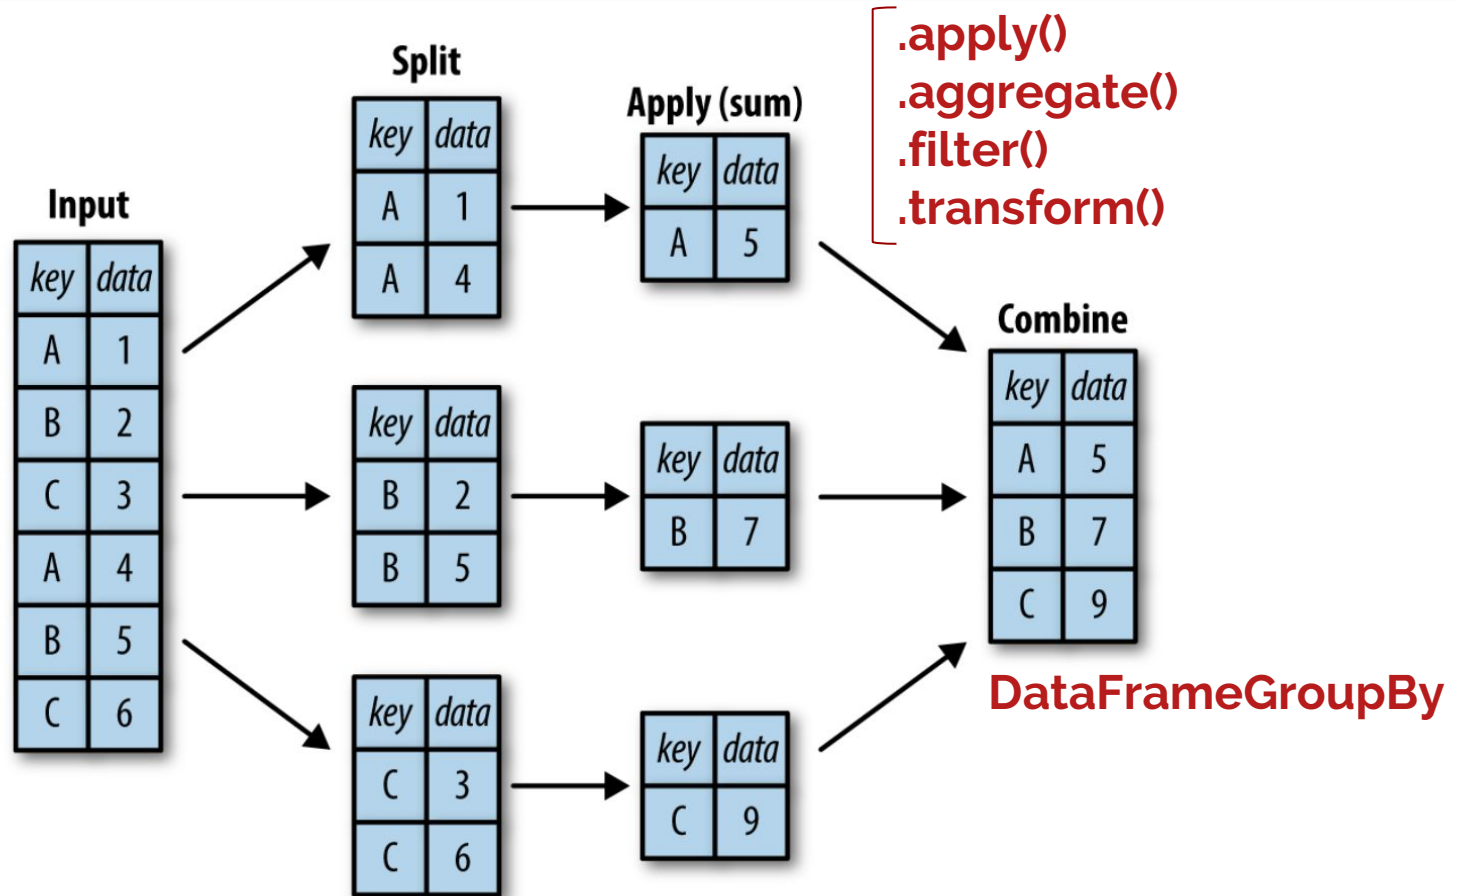 Input
key data
A 1
B 2
C 3
A 4
B 5
C 6
Split
key data
A 1
A 4
key data
B 2
B 5
key data
C 3
C 6
Apply (sum)
key data
A 5
key data
B 7
key data
C 9
.apply()
.aggregate()
.filter()
.transform()
Combine
key data
A 5
B 7
C 9
DataFrameGroupBy